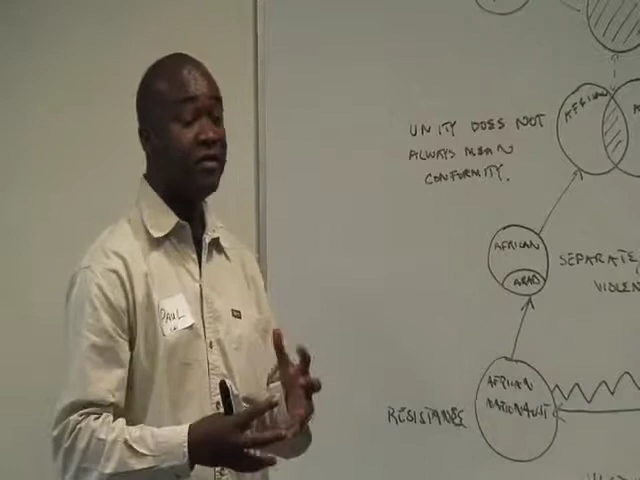 AFRICAN
UNITY DOES NOT
ALWAYS MEAN
CONFORMITY.
AFRICAN
ARAB
SEPARATE
VIOLEN
AFRICAN
NATIONALIST
RESISTANCE
PAUL